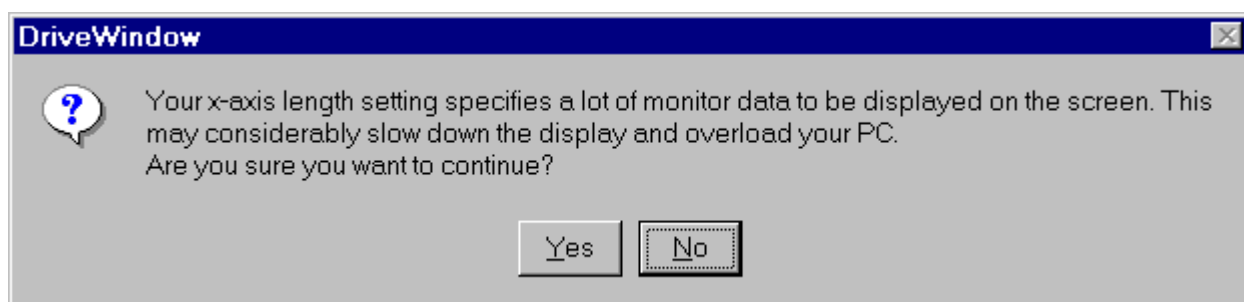 DriveWindow
Your x-axis length setting specifies a lot of monitor data to be displayed on the screen. This
may considerably slow down the display and overload your PC.
Are you sure you want to continue?
Yes No